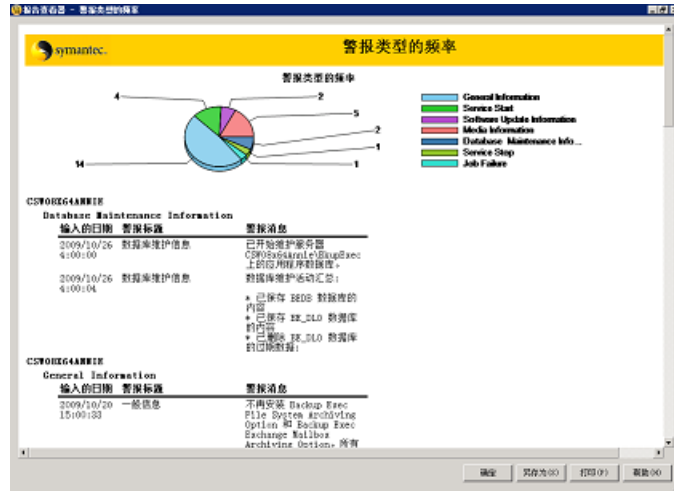 报告查看器 - 警报类型的频率
symantec.
警报类型的频率
警报类型的频率
4
2
5
2
1
14
1
General Information
Service Start
Software Update Information
Media Information
Database Maintenance Info...
Service Stop
Job Failure
CSW08X64ANNIE
Database Maintenance Information
输入的日期 警报标题 警报消息
2009/10/26 数据库维护信息 已开始维护服务器
4:00:00 CSW08x64annie\BkupExec
上的应用程序数据库。
2009/10/26 数据库维护信息 数据库维护活动汇总:
4:00:04
* 已保存 BEDB 数据库的
内容
* 已保存 BE_DLO 数据库
的内容
* 已删除 BE_DLO 数据库
的过期数据:
CSW08X64ANNIE
General Information
输入的日期 警报标题 警报消息
2009/10/20 一般信息 不再安装 Backup Exec
15:00:33 File System Archiving
Option 和 Backup Exec
Exchange Mailbox
Archiving Option。所有
确定 另存为(S) 打印(P) 帮助(H)